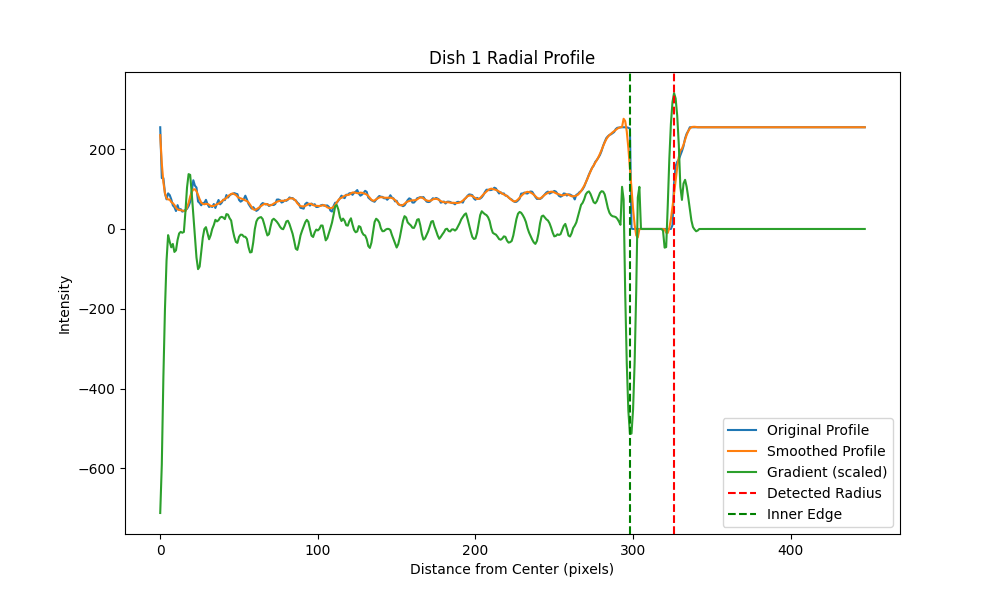 Dish 1 Radial Profile
Intensity
200
0
−200
−400
−600
0 100 200 300 400
Distance from Center (pixels)
Original Profile
Smoothed Profile
Gradient (scaled)
Detected Radius
Inner Edge